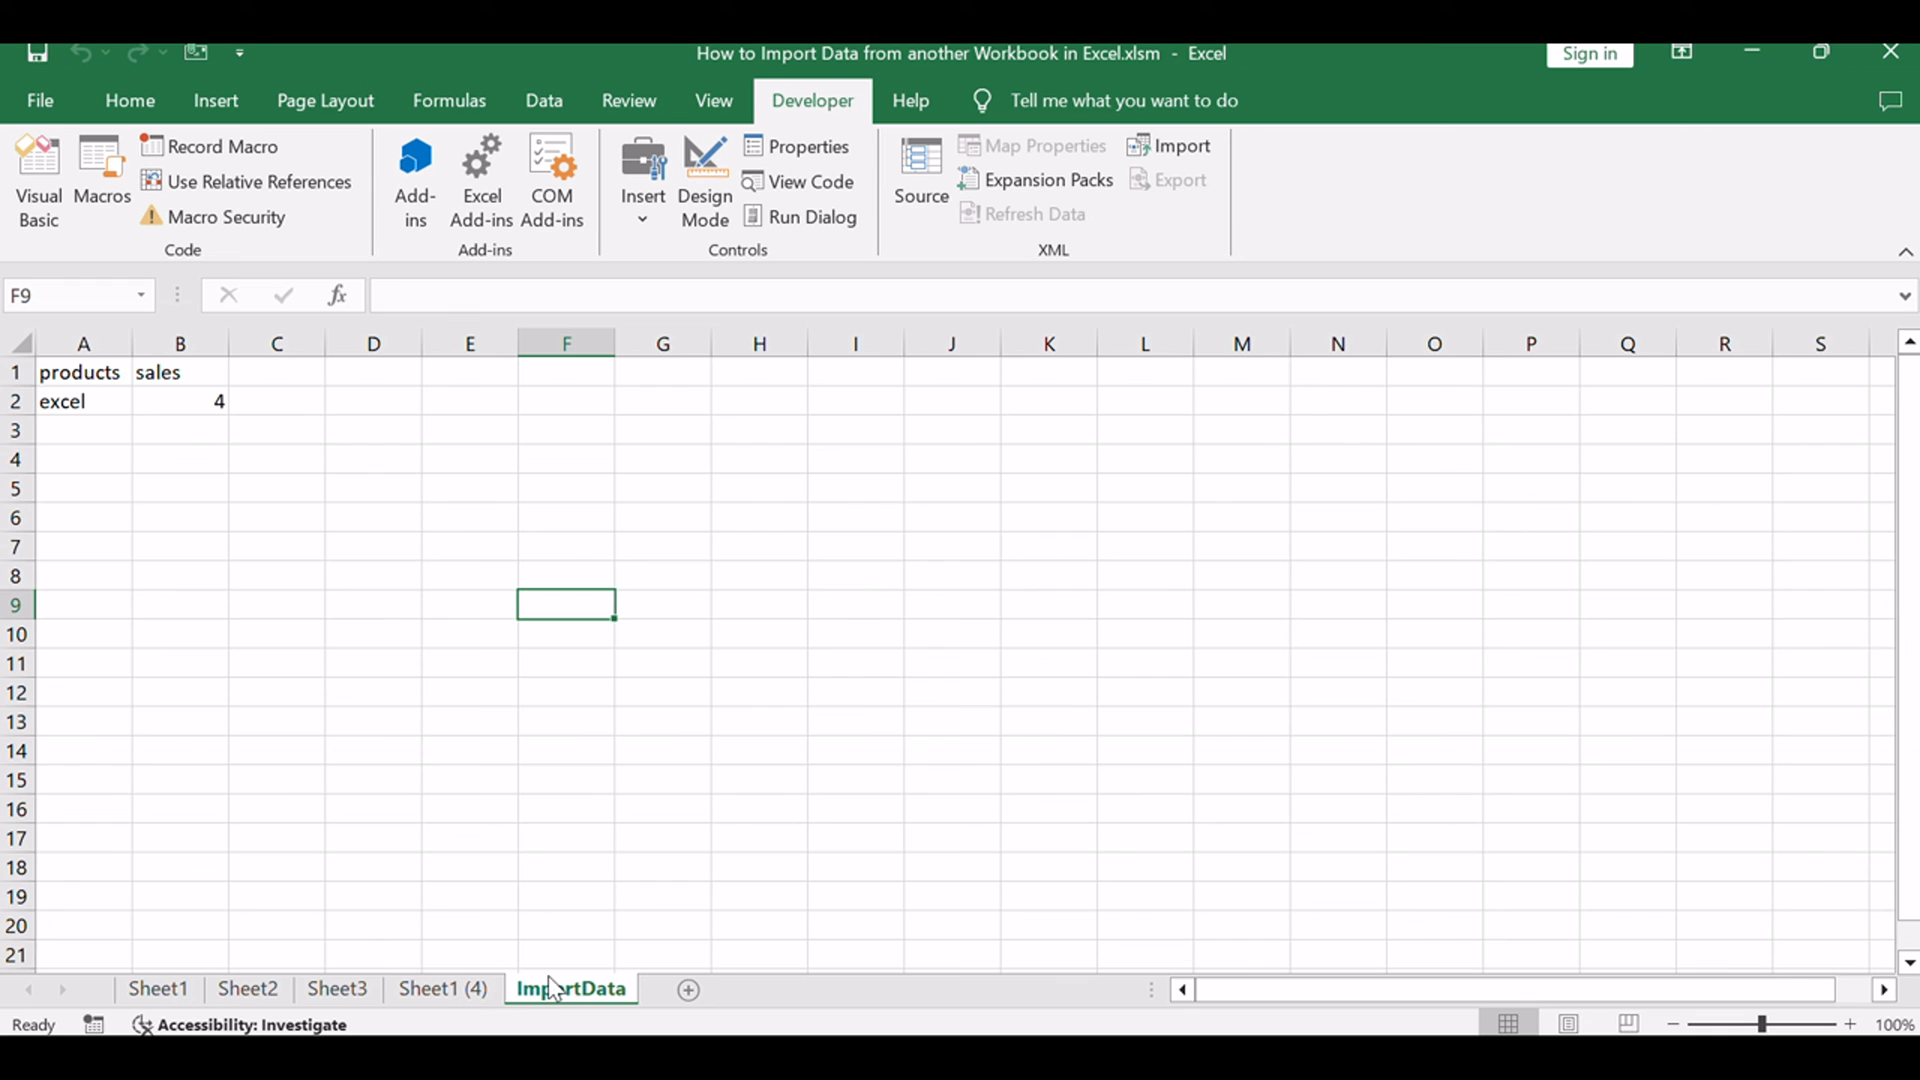 How to Import Data from another Workbook in Excel.xlsm - Excel
Sign in
File Home Insert Page Layout Formulas Data Review View Developer Help Tell me what you want to do
Visual Basic
Macros
Record Macro
Use Relative References
Macro Security
Code
Add-ins
Excel Add-ins
COM Add-ins
Add-ins
Insert
Design Mode
Properties
View Code
Run Dialog
Controls
Source
Map Properties
Expansion Packs
Refresh Data
Import
Export
XML
F9
fx
A B C D E F G H I J K L M N O P Q R S
1 products sales
2 excel 4
3
4
5
6
7
8
9
10
11
12
13
14
15
16
17
18
19
20
21
Sheet1 Sheet2 Sheet3 Sheet1 (4) ImportData
Ready Accessibility: Investigate 100%